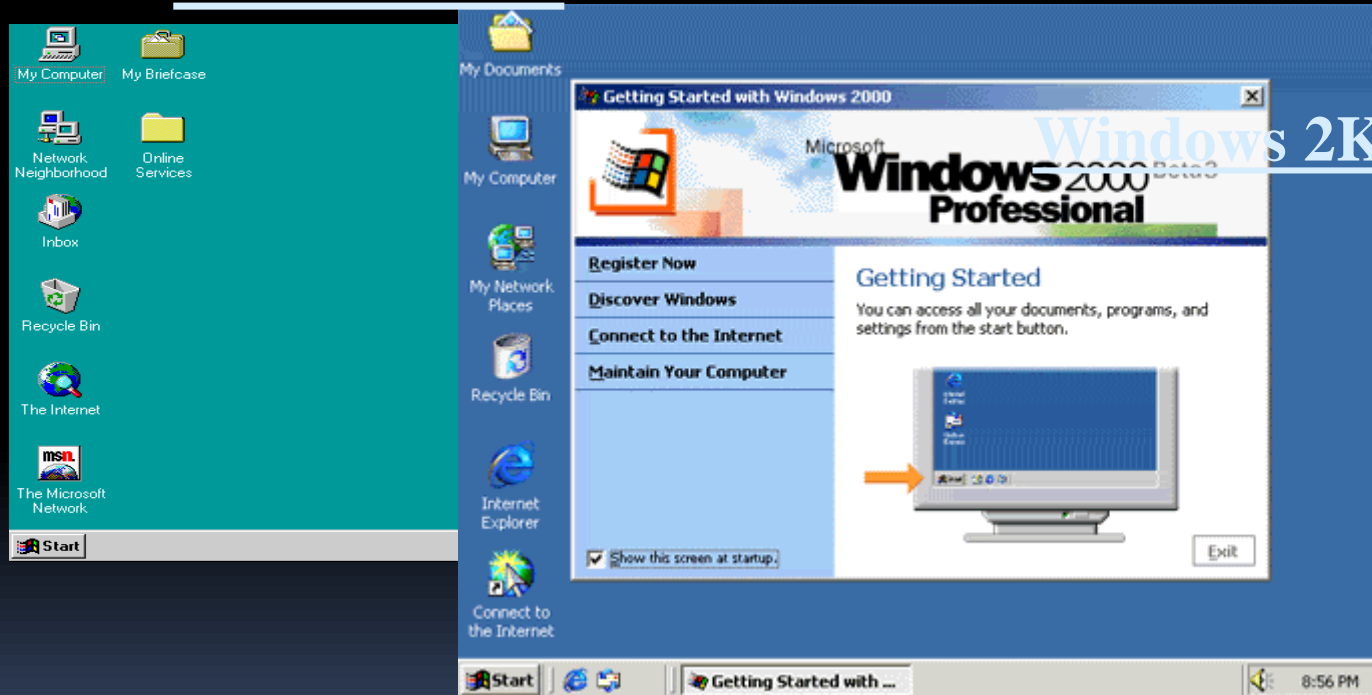 My Computer
My Briefcase
Network
Neighborhood
Online
Services
Inbox
Recycle Bin
The Internet
msn.
The Microsoft
Network
Start
My Documents
My Computer
My Network
Places
Recycle Bin
Internet
Explorer
Connect to
the Internet
Getting Started with Windows 2000
Windows 2K
Microsoft
Windows 2000 Beta3
Professional
Register Now
Discover Windows
Connect to the Internet
Maintain Your Computer
Getting Started
You can access all your documents, programs, and
settings from the start button.
Show this screen at startup.
Exit
Start
Getting Started with ...
8:56 PM